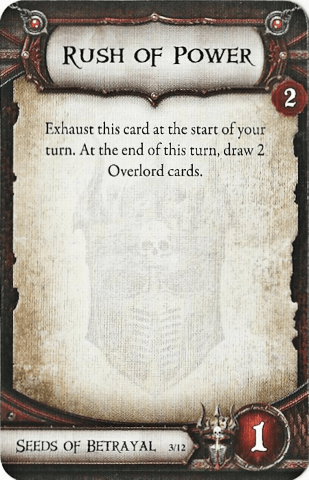 Rush of Power
2
Exhaust this card at the start of your
turn. At the end of this turn, draw 2
Overlord cards.
Seeds of Betrayal 3/12
1